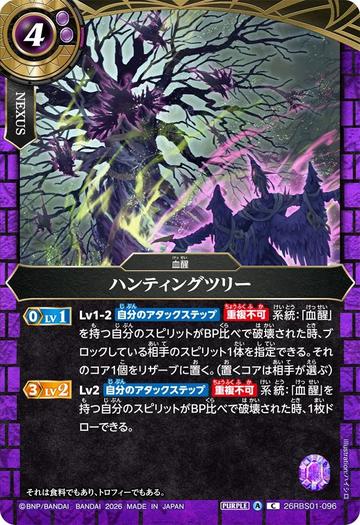 4
NEXUS
けっせい
血醒
ハンティングツリー
0 LV1 Lv1-2 自分のアタックステップ 重複不可 系統:「血醒」
を持つ自分のスピリットがBP比べで破壊された時、ブ
ロックしている相手のスピリット1体を指定できる。そ
れのコア1個をリザーブに置く。(置くコアは相手が選ぶ)
3 LV2 Lv2 自分のアタックステップ 重複不可 系統:「血醒」を
持つ自分のスピリットがBP比べで破壊された時、1枚ド
ローできる。
それは食料でもあり、トロフィーでもある。
Illustration/ハシロ
©BNP/BANDAI BANDAI 2026 MADE IN JAPAN PURPLE A C 26RBS01-096